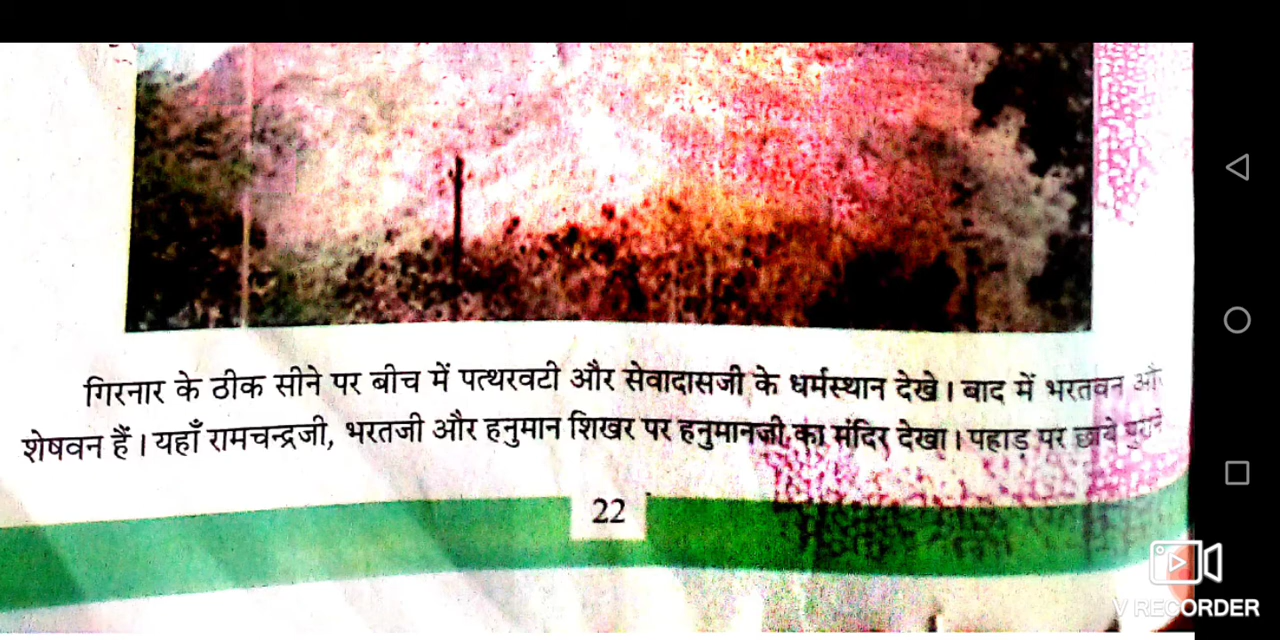 गिरनार के ठीक सीने पर बीच में पत्थरवटी और सेवादासजी के धर्मस्थान देखे। बाद में भरतवन
शेषवन हैं। यहाँ रामचन्द्रजी, भरतजी और हनुमान शिखर पर हनुमानजी का मंदिर देखा। पहाड़ पर छाये पुराने
22
V RECORDER